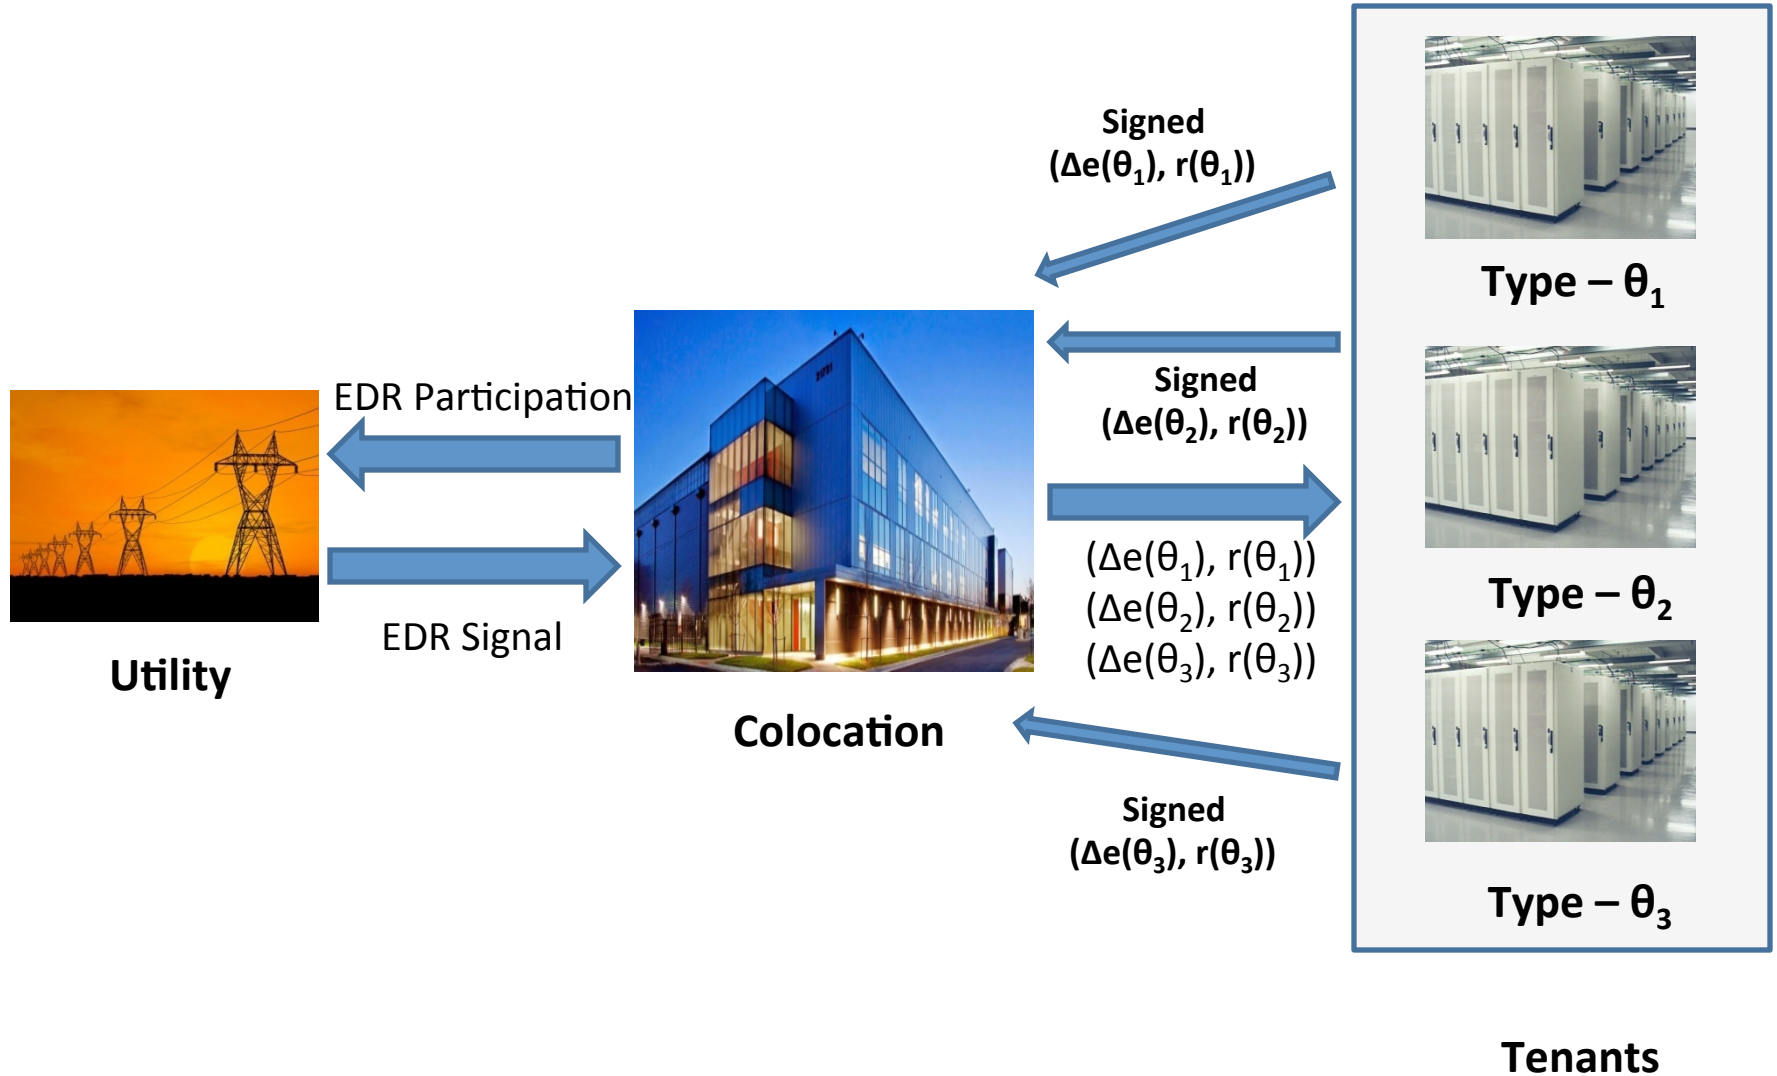 Signed
(Δe(θ₁), r(θ₁))
Type – θ₁
EDR Participation
Signed
(Δe(θ₂), r(θ₂))
EDR Signal
Utility
(Δe(θ₁), r(θ₁))
(Δe(θ₂), r(θ₂))
(Δe(θ₃), r(θ₃))
Type – θ₂
Colocation
Signed
(Δe(θ₃), r(θ₃))
Type – θ₃
Tenants